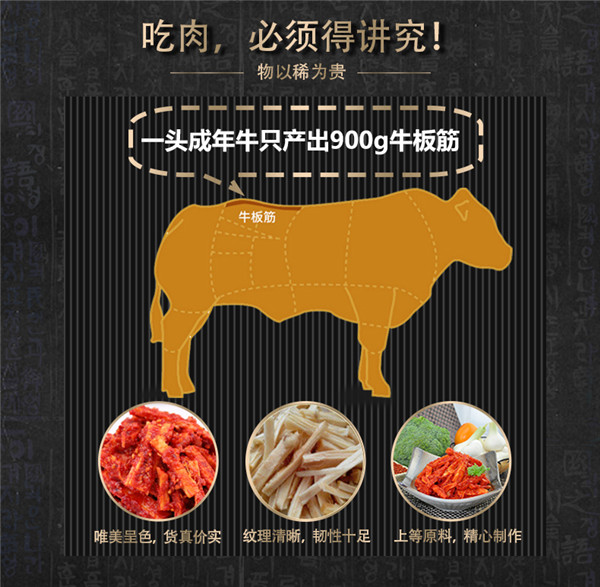 吃肉，必须得讲究！
物以稀为贵
一头成年牛只产出900g牛板筋
牛板筋
唯美呈色，货真价实
纹理清晰，韧性十足
上等原料，精心制作